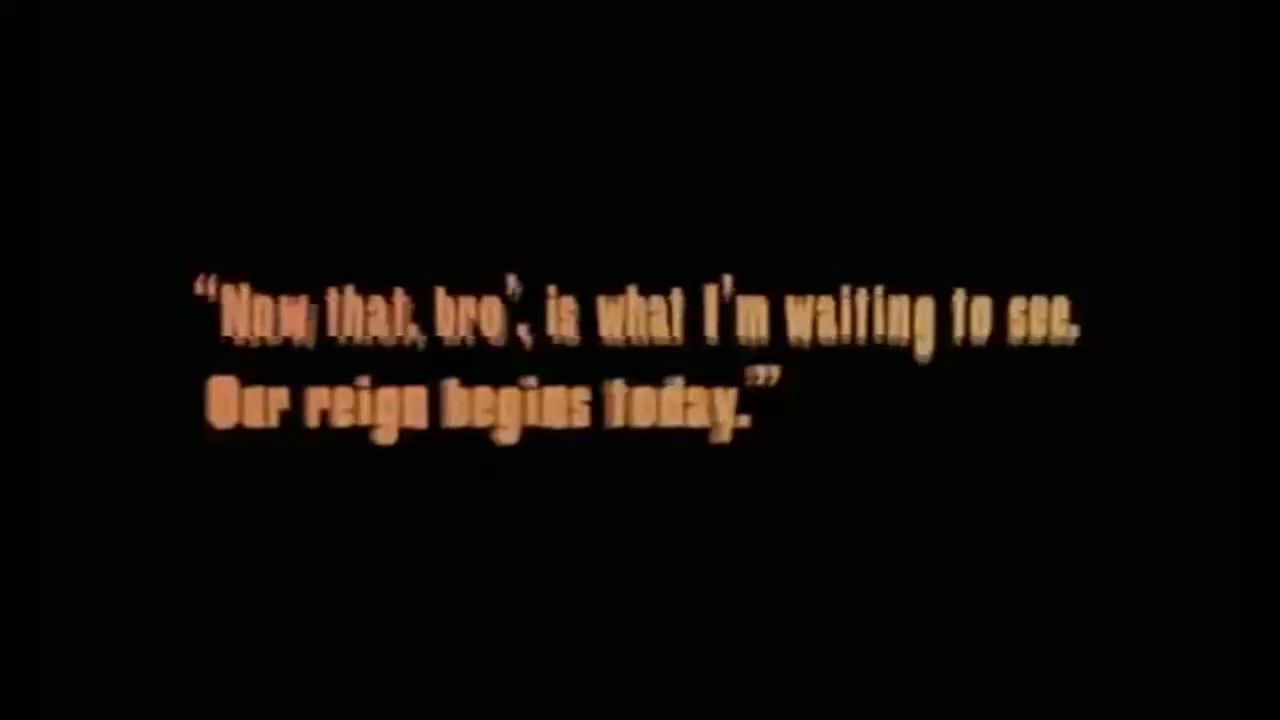 “Now, that, bro’, is what I'm waiting to see.
Our reign begins today.”